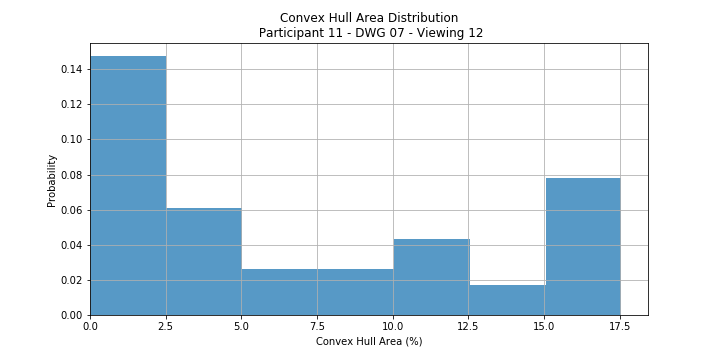 Convex Hull Area Distribution
Participant 11 - DWG 07 - Viewing 12
0.14
0.12
0.10
0.08
0.06
0.04
0.02
0.00
Probability
0.0 2.5 5.0 7.5 10.0 12.5 15.0 17.5
Convex Hull Area (%)